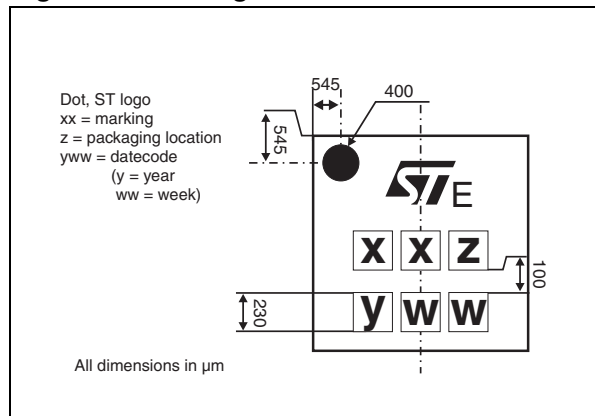 545
400
Dot, ST logo
xx = marking
z = packaging location
yww = datecode
(y = year
ww = week)
545
ST E
x x z
100
y w w
230
All dimensions in µm